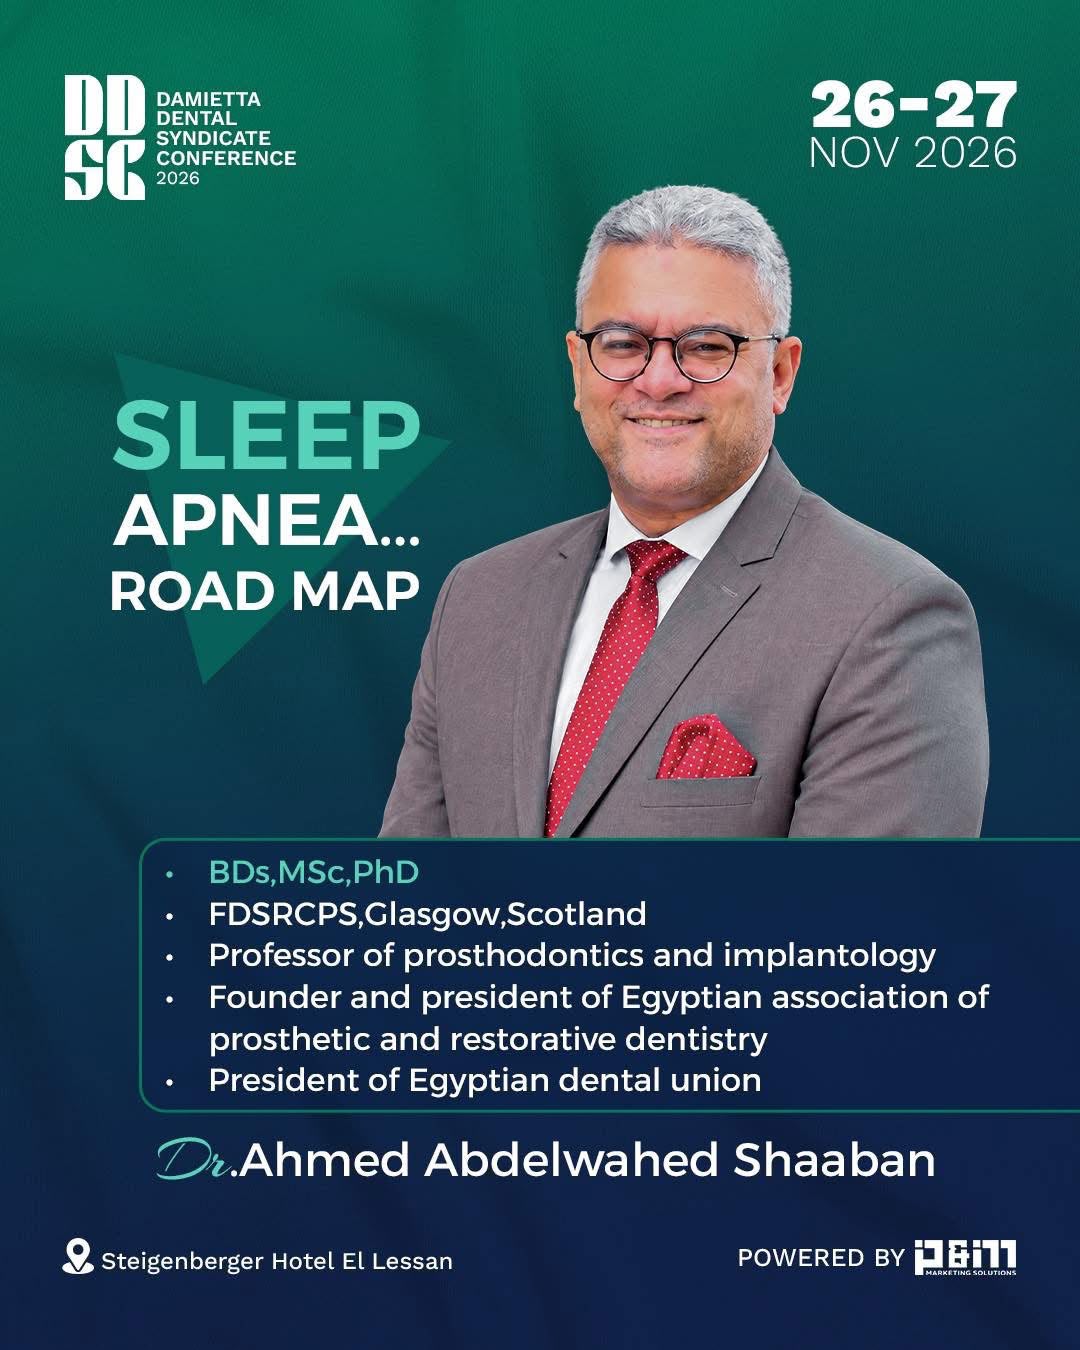 DDSC
DAMIETTA
DENTAL
SYNDICATE
CONFERENCE
2026
26-27
NOV 2026
SLEEP
APNEA...
ROAD MAP
• BDs,MSc,PhD
• FDSRCPS,Glasgow,Scotland
• Professor of prosthodontics and implantology
• Founder and president of Egyptian association of
prosthetic and restorative dentistry
• President of Egyptian dental union
Dr.Ahmed Abdelwahed Shaaban
Steigenberger Hotel El Lessan
POWERED BY P&M
MARKETING SOLUTIONS